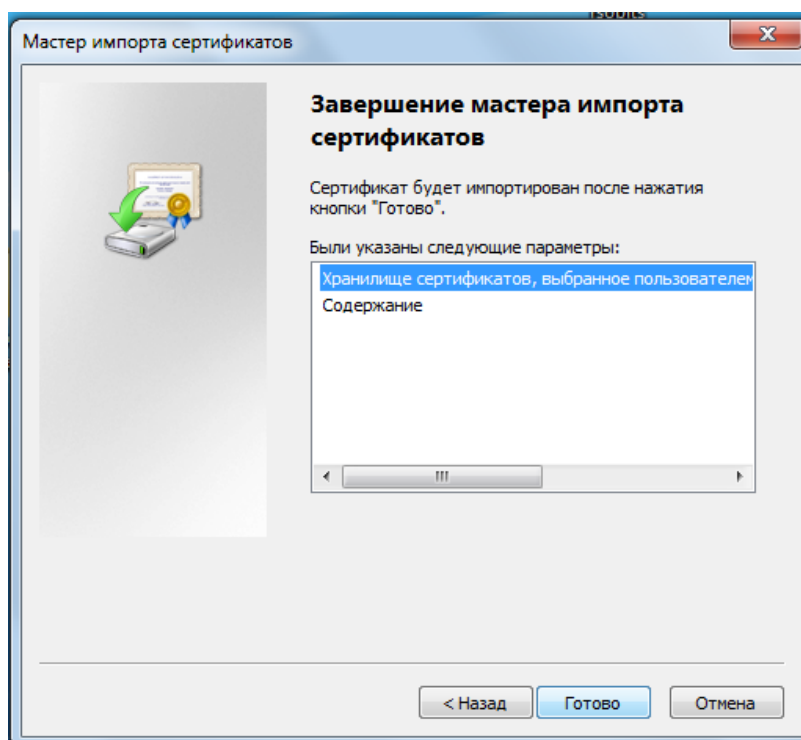 Мастер импорта сертификатов
Завершение мастера импорта
сертификатов
Сертификат будет импортирован после нажатия
кнопки "Готово".
Были указаны следующие параметры:
Хранилище сертификатов, выбранное пользователем
Содержание
< Назад
Готово
Отмена